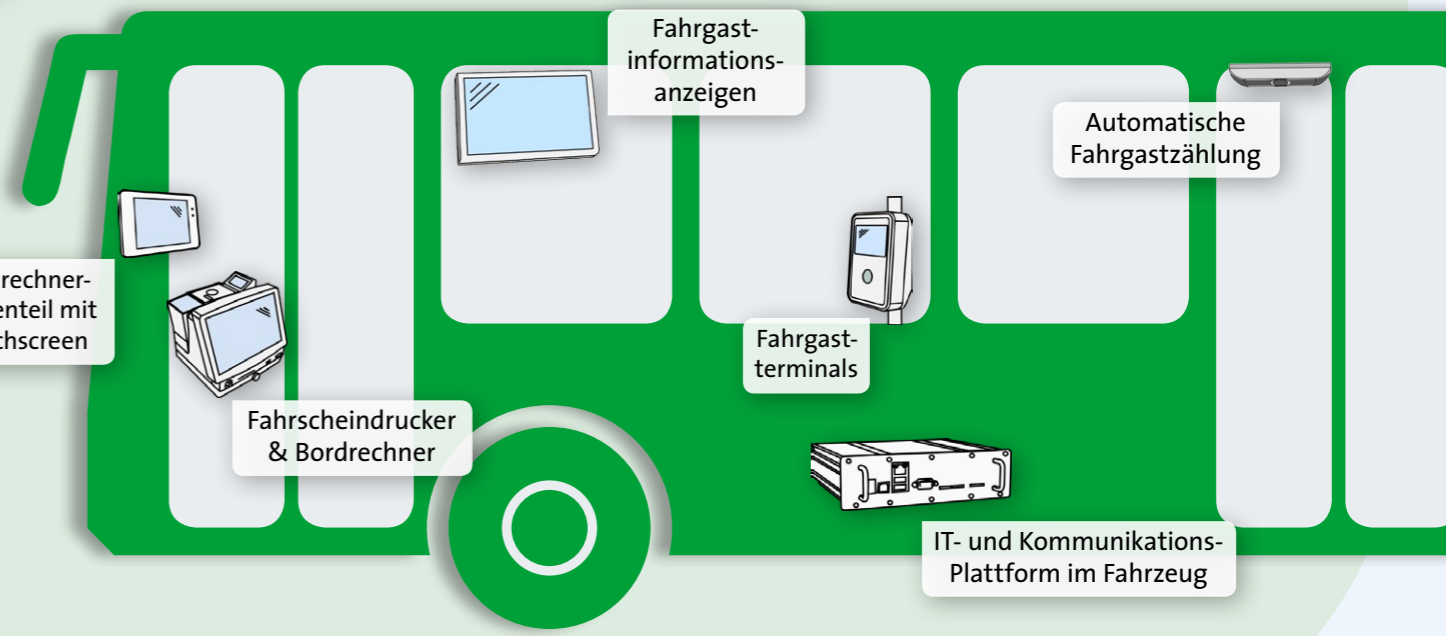 Fahrgast-
informations-
anzeigen
Automatische
Fahrgastzählung
rechner-
enteil mit
chscreen
Fahrgast-
terminals
Fahrscheindrucker
& Bordrechner
IT- und Kommunikations-
Plattform im Fahrzeug